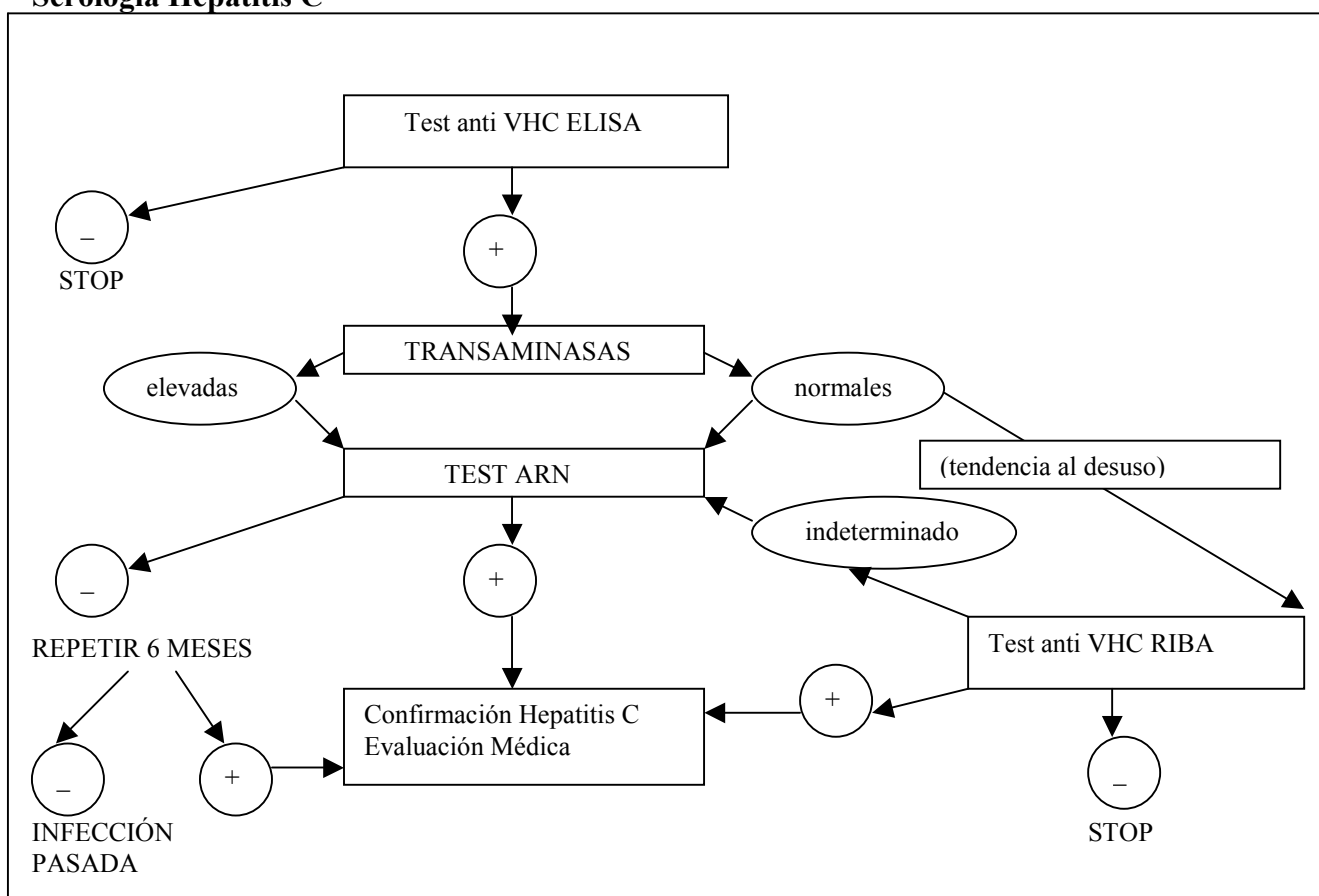 Serología Hepatitis C
Test anti VHC ELISA
–
STOP
+
TRANSAMINASAS
elevadas
normales
(tendencia al desuso)
TEST ARN
indeterminado
–
+
REPETIR 6 MESES
Test anti VHC RIBA
+
Confirmación Hepatitis C
Evaluación Médica
–
+
–
INFECCIÓN
PASADA
STOP